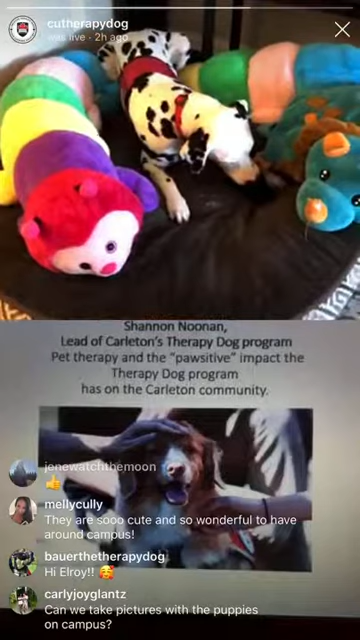 cutherapydog
was live • 2h ago
Shannon Noonan,
Lead of Carleton's Therapy Dog program
Pet therapy and the "pawsitive" impact the
Therapy Dog program
has on the Carleton community.
jenewatchthemoon
👍
mellycully
They are sooo cute and so wonderful to have
around campus!
bauerthetherapydog
Hi Elroy!! 🥰
carlyjoyglantz
Can we take pictures with the puppies
on campus?